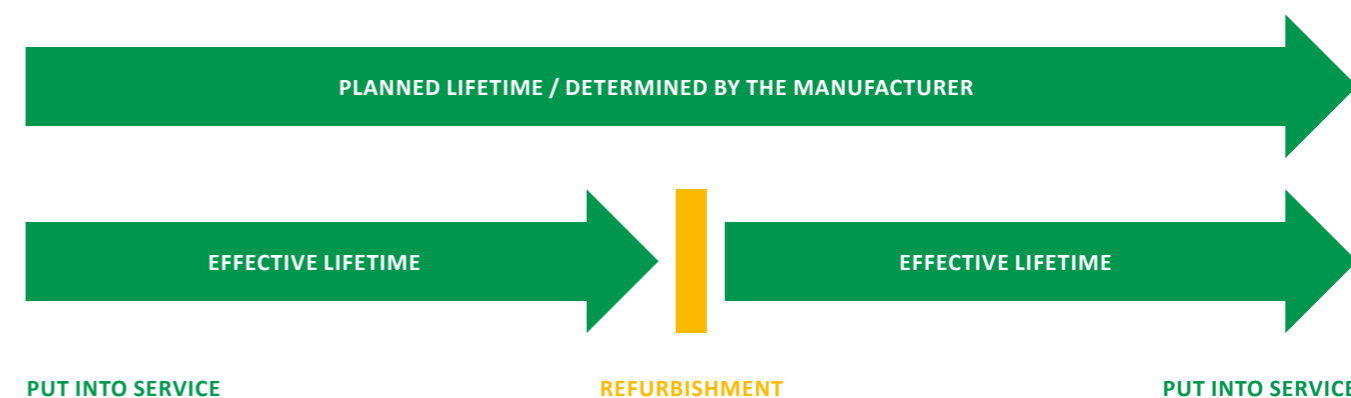 PLANNED LIFETIME / DETERMINED BY THE MANUFACTURER
EFFECTIVE LIFETIME
EFFECTIVE LIFETIME
PUT INTO SERVICE
REFURBISHMENT
PUT INTO SERVICE